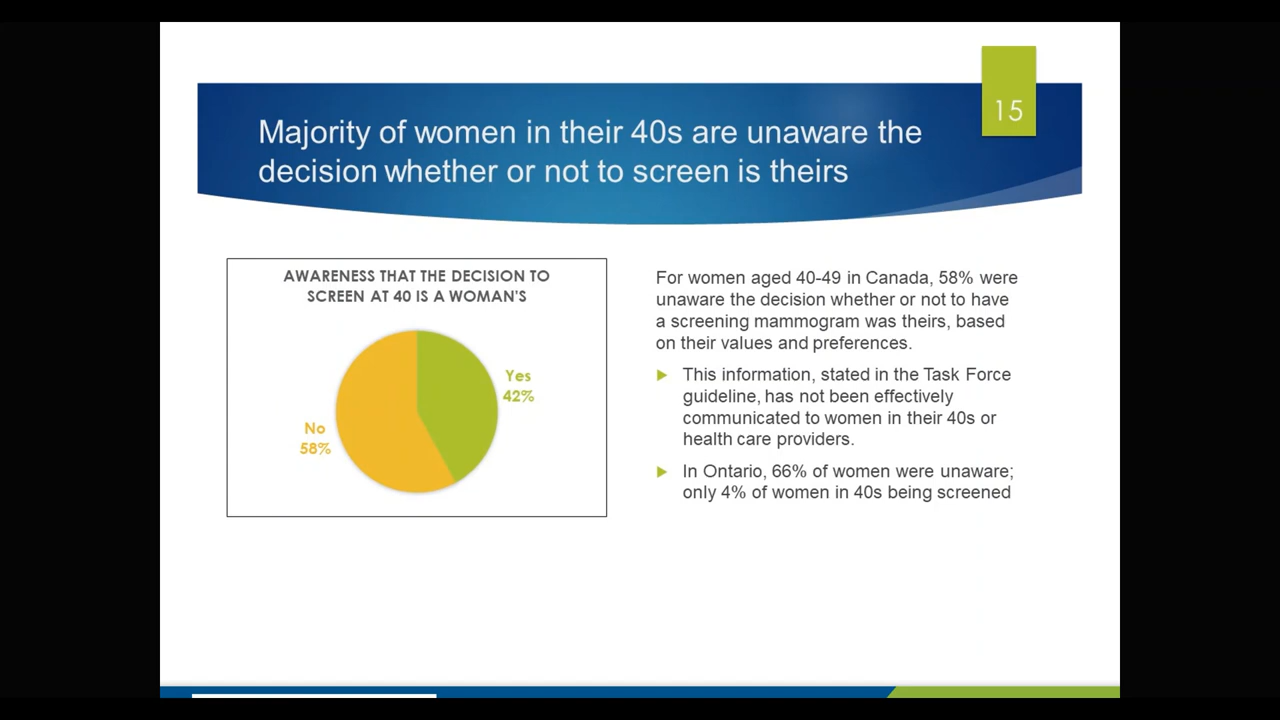 15
Majority of women in their 40s are unaware the
decision whether or not to screen is theirs
AWARENESS THAT THE DECISION TO
SCREEN AT 40 IS A WOMAN'S
Yes
42%
No
58%
For women aged 40-49 in Canada, 58% were
unaware the decision whether or not to have
a screening mammogram was theirs, based
on their values and preferences.
This information, stated in the Task Force
guideline, has not been effectively
communicated to women in their 40s or
health care providers.
In Ontario, 66% of women were unaware;
only 4% of women in 40s being screened